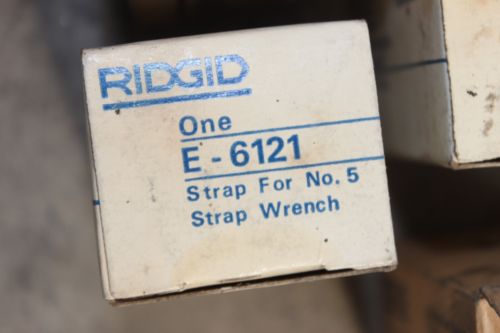 RIDGID
One
E - 6121
Strap For No. 5
Strap Wrench